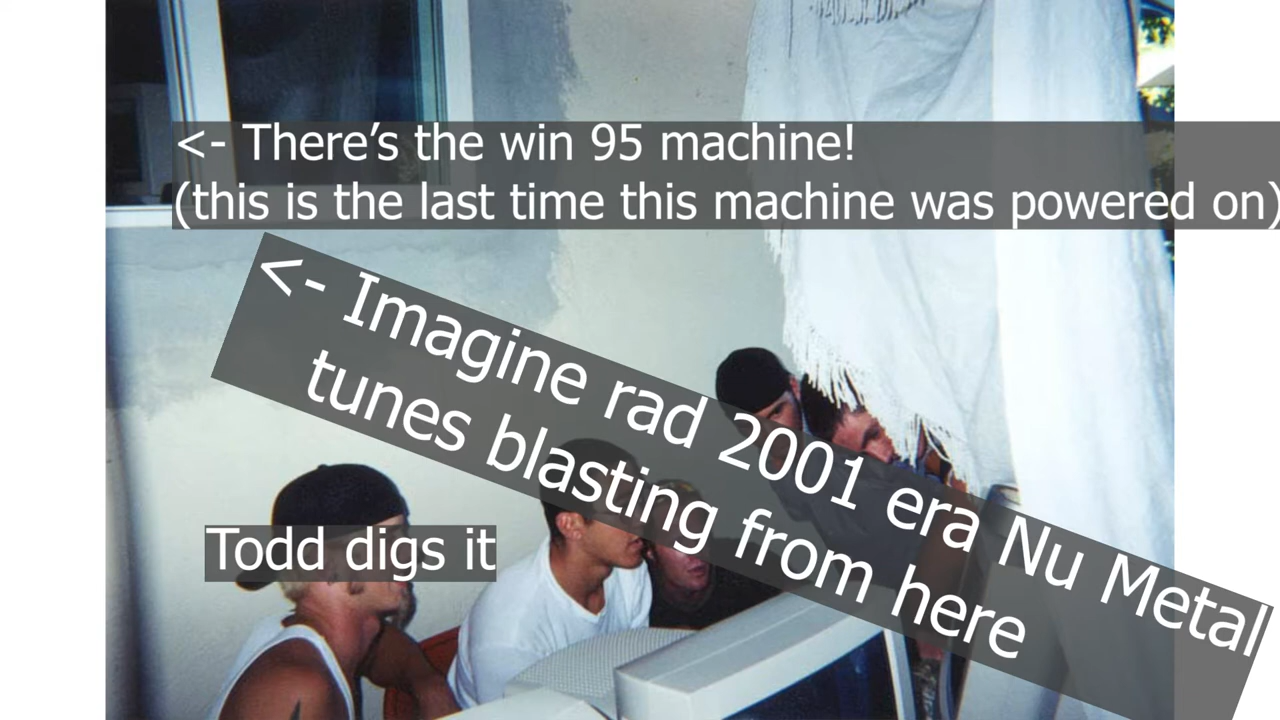 <- There’s the win 95 machine!
(this is the last time this machine was powered on)
<- Imagine rad 2001 era Nu Metal
tunes blasting from here
Todd digs it